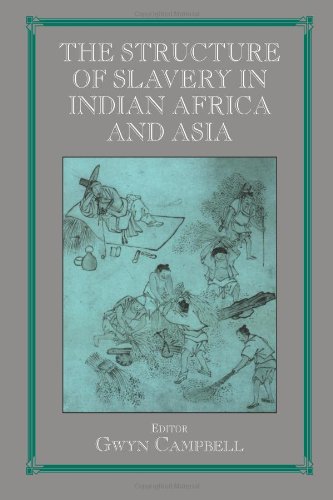 THE STRUCTURE
OF SLAVERY IN
INDIAN AFRICA
AND ASIA
EDITOR
GWYN CAMPBELL